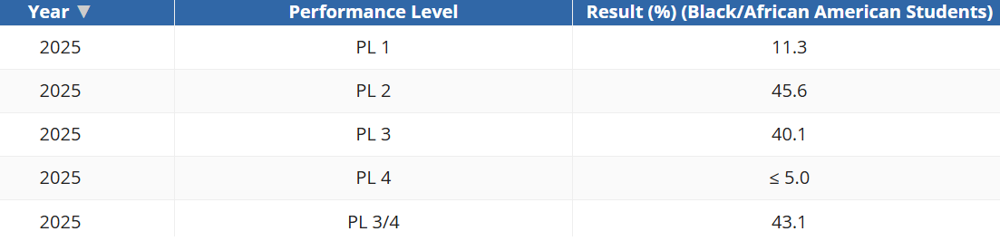 Year ▼ Performance Level Result (%) (Black/African American Students)
2025 PL 1 11.3
2025 PL 2 45.6
2025 PL 3 40.1
2025 PL 4 ≤ 5.0
2025 PL 3/4 43.1